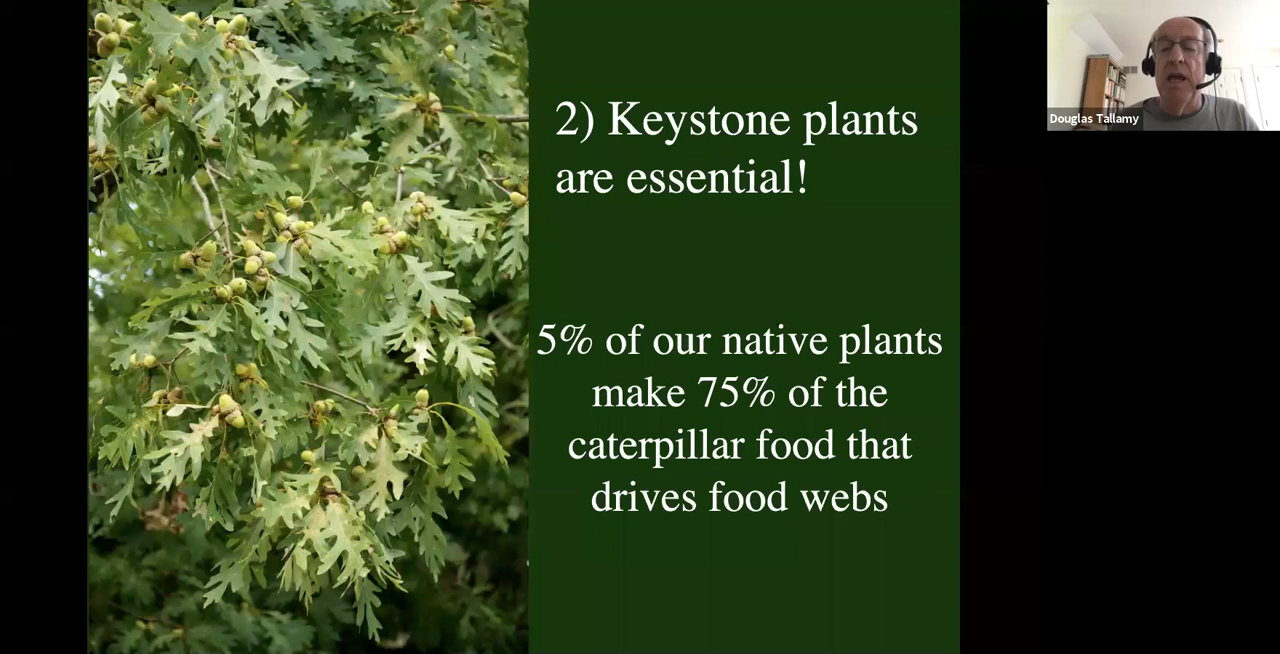 2) Keystone plants
are essential!
5% of our native plants
make 75% of the
caterpillar food that
drives food webs
Douglas Tallamy